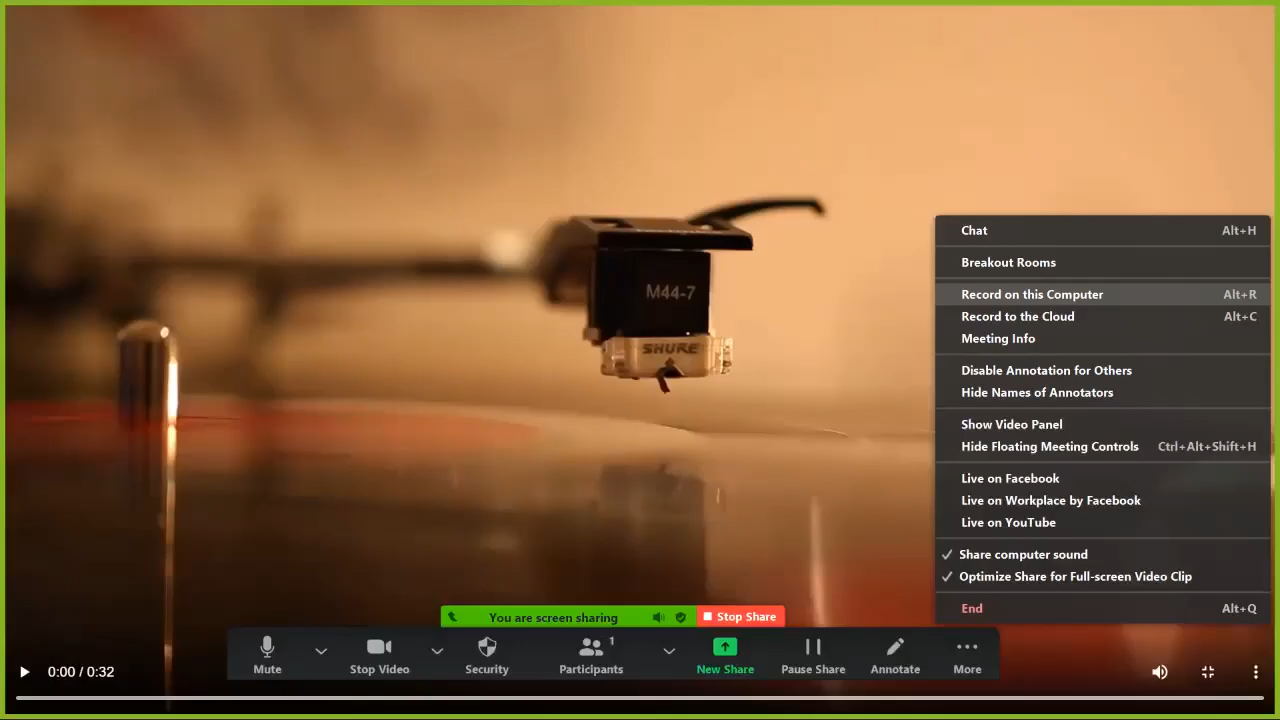 M44-7
SHURE
Chat Alt+H
Breakout Rooms
Record on this Computer Alt+R
Record to the Cloud Alt+C
Meeting Info
Disable Annotation for Others
Hide Names of Annotators
Show Video Panel
Hide Floating Meeting Controls Ctrl+Alt+Shift+H
Live on Facebook
Live on Workplace by Facebook
Live on YouTube
Share computer sound
Optimize Share for Full-screen Video Clip
End Alt+Q
You are screen sharing Stop Share
1
Mute Stop Video Security Participants New Share Pause Share Annotate More
0:00 / 0:32